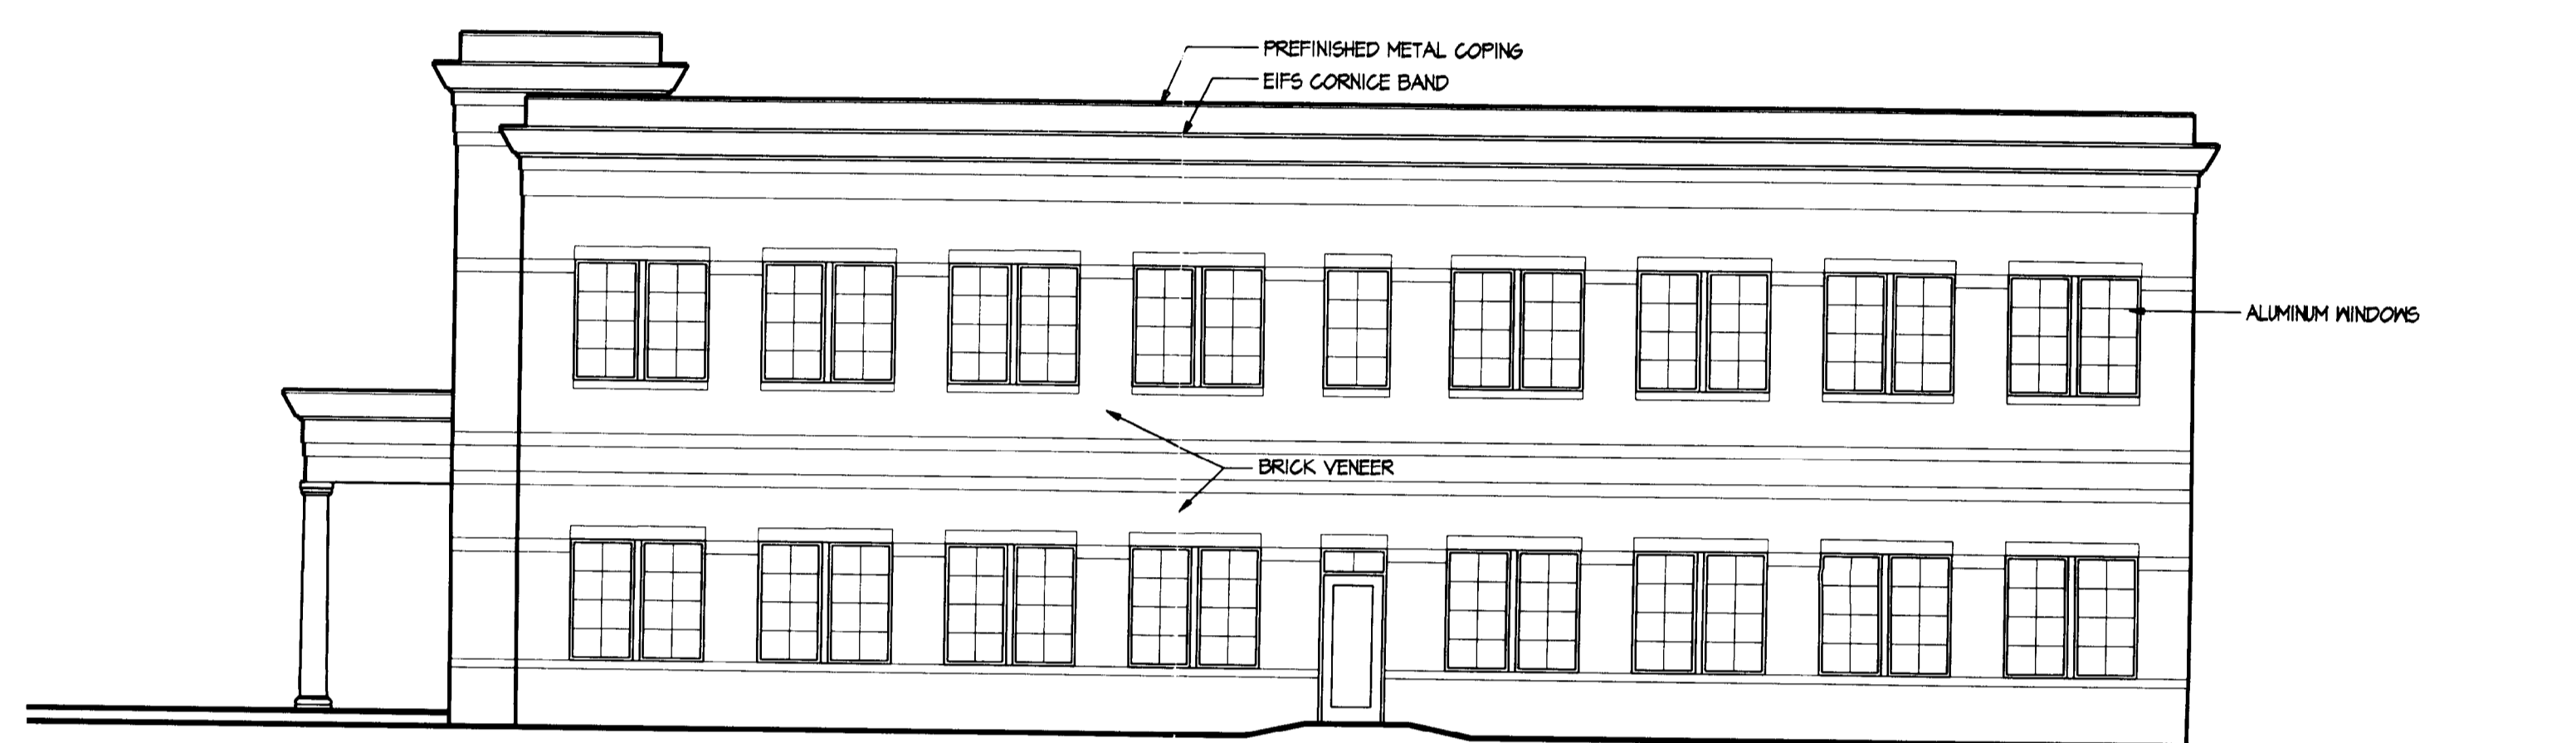 PREFINISHED METAL COPING
EIFS CORNICE BAND
ALUMINUM WINDOWS
BRICK VENEER